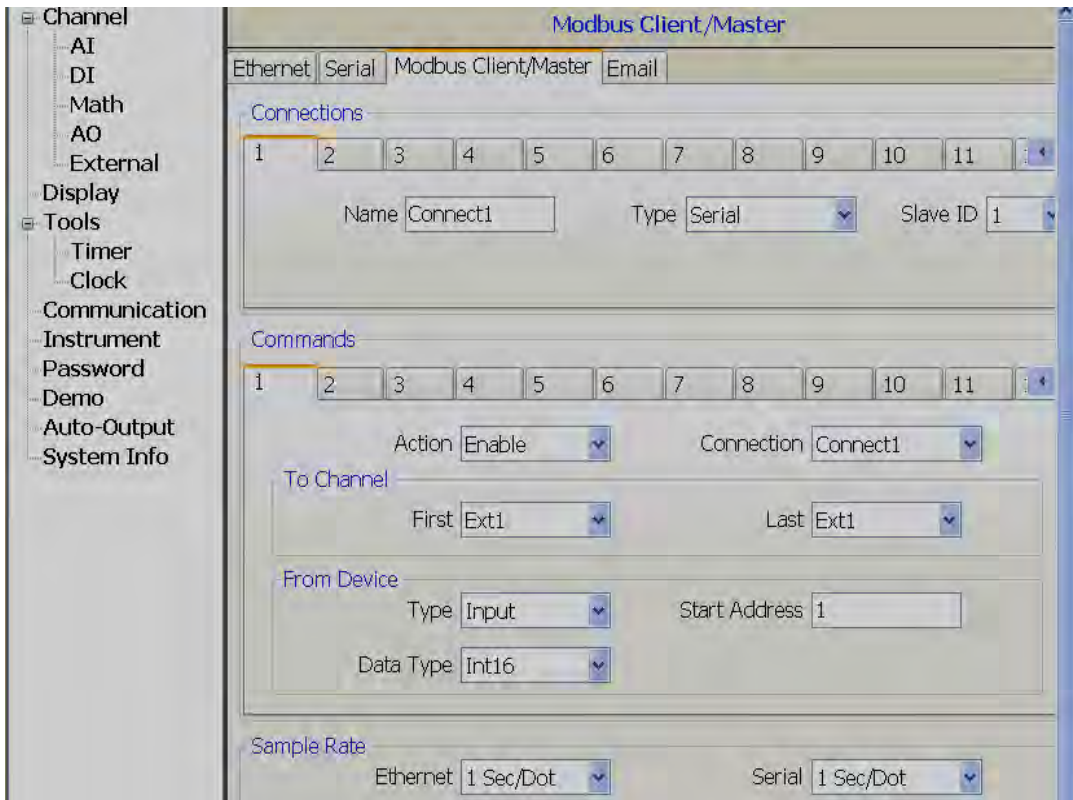 Channel
AI
DI
Math
AO
External
Display
Tools
Timer
Clock
Communication
Instrument
Password
Demo
Auto-Output
System Info
Modbus Client/Master
Ethernet Serial Modbus Client/Master Email
Connections
1 2 3 4 5 6 7 8 9 10 11
Name Connect1 Type Serial Slave ID 1
Commands
1 2 3 4 5 6 7 8 9 10 11
Action Enable Connection Connect1
To Channel
First Ext1 Last Ext1
From Device
Type Input Start Address 1
Data Type Int16
Sample Rate
Ethernet 1 Sec/Dot Serial 1 Sec/Dot